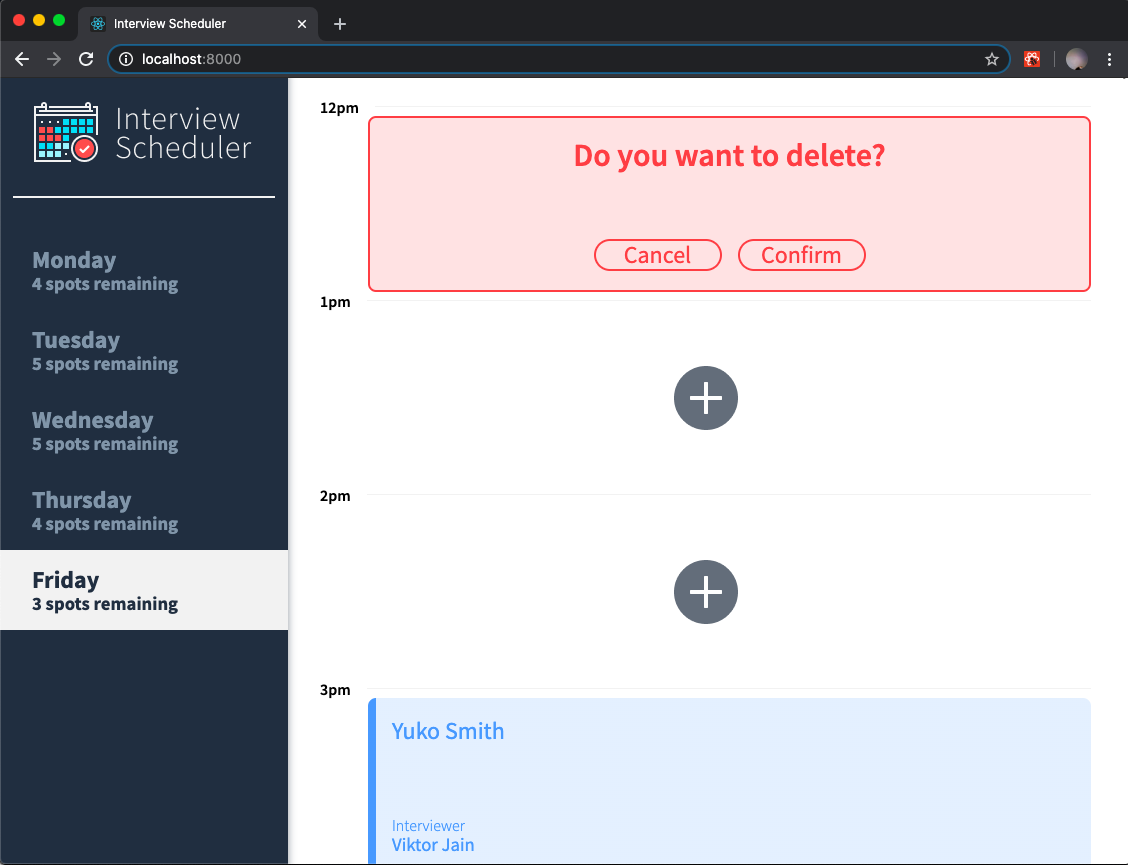 Interview Scheduler
localhost:8000
Interview
Scheduler
Monday
4 spots remaining
Tuesday
5 spots remaining
Wednesday
5 spots remaining
Thursday
4 spots remaining
Friday
3 spots remaining
12pm
Do you want to delete?
Cancel Confirm
1pm
2pm
3pm
Yuko Smith
Interviewer
Viktor Jain